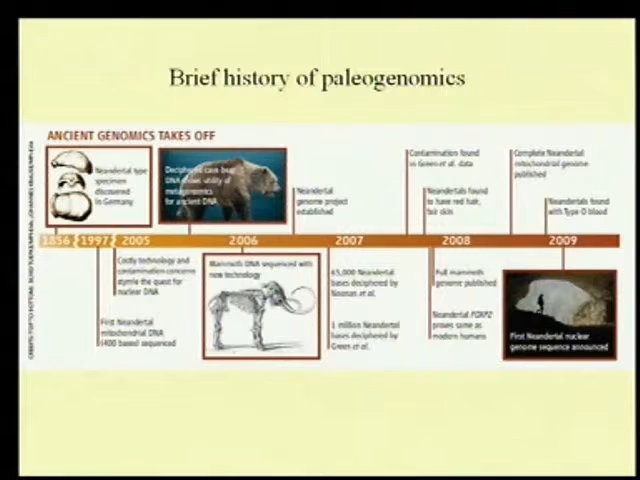 Brief history of paleogenomics
ANCIENT GENOMICS TAKES OFF
Neandertal type
specimen
discovered
in Germany
Deciphered cave bear
DNA shows utility of
metagenomics
for ancient DNA
Neandertal
genome project
established
Contamination found
in Green et al. data
Neandertals found
to have red hair,
fair skin
Complete Neandertal
mitochondrial genome
published
Neandertals found
with Type O blood
1856 1997 2005 2006 2007 2008 2009
Costly technology and
contamination concerns
stymie the quest for
nuclear DNA
First Neandertal
mitochondrial DNA
(400 bases) sequenced
Mammoth DNA sequenced with
new technology
65,000 Neandertal
bases deciphered by
Noonan et al.
1 million Neandertal
bases deciphered by
Green et al.
Full mammoth
genome published
Neandertal FOXP2
proves same as
modern humans
First Neandertal nuclear
genome sequence announced